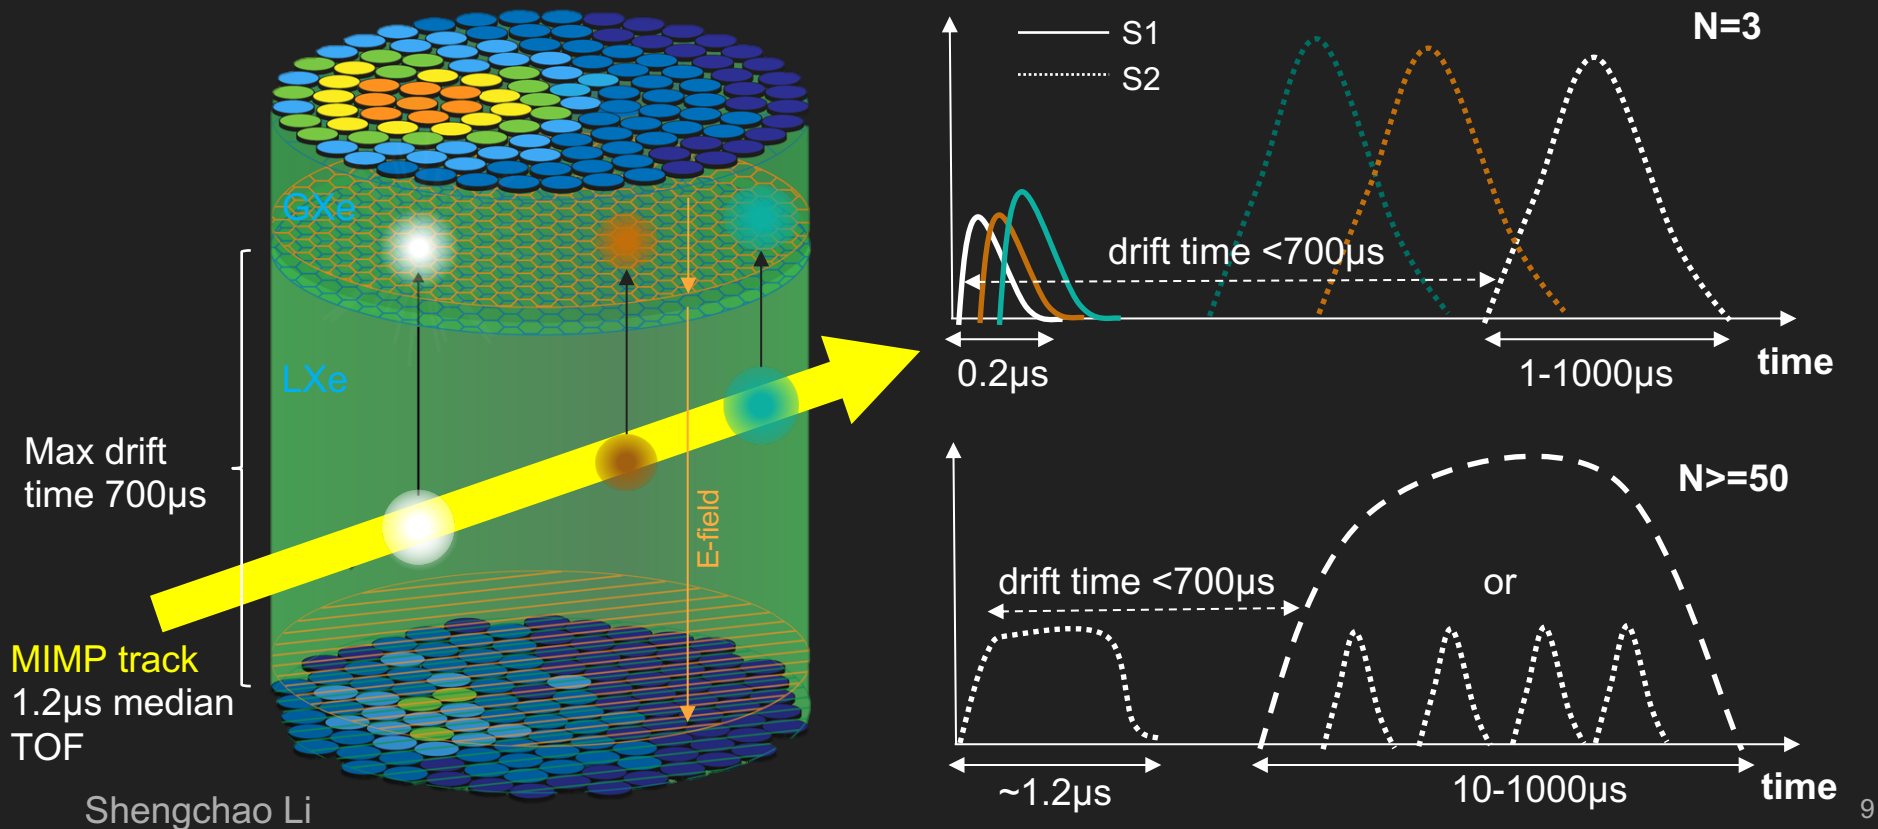 GXe
LXe
Max drift
time 700µs
E-field
MIMP track
1.2µs median
TOF
Shengchao Li
S1
S2
N=3
drift time <700µs
0.2µs
1-1000µs
time
N>=50
drift time <700µs
or
~1.2µs
10-1000µs
time
9